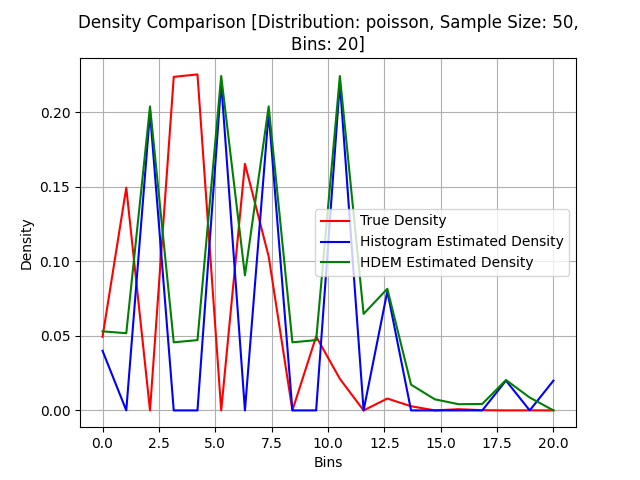 Density Comparison [Distribution: poisson, Sample Size: 50,
Bins: 20]
Density
0.20
0.15
0.10
0.05
0.00
True Density
Histogram Estimated Density
HDEM Estimated Density
0.0 2.5 5.0 7.5 10.0 12.5 15.0 17.5 20.0
Bins